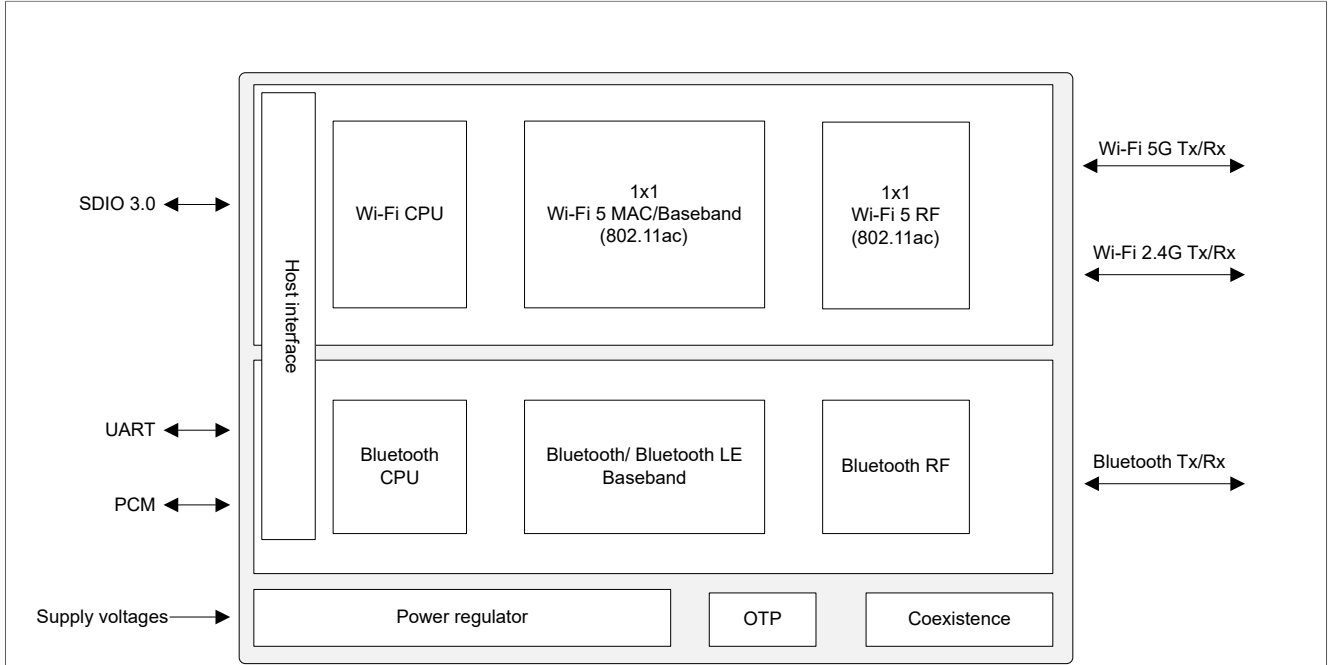 SDIO 3.0
UART
PCM
Supply voltages
Host interface
Wi-Fi CPU
1x1
Wi-Fi 5 MAC/Baseband
(802.11ac)
1x1
Wi-Fi 5 RF
(802.11ac)
Bluetooth
CPU
Bluetooth/ Bluetooth LE
Baseband
Bluetooth RF
Power regulator
OTP
Coexistence
Wi-Fi 5G Tx/Rx
Wi-Fi 2.4G Tx/Rx
Bluetooth Tx/Rx